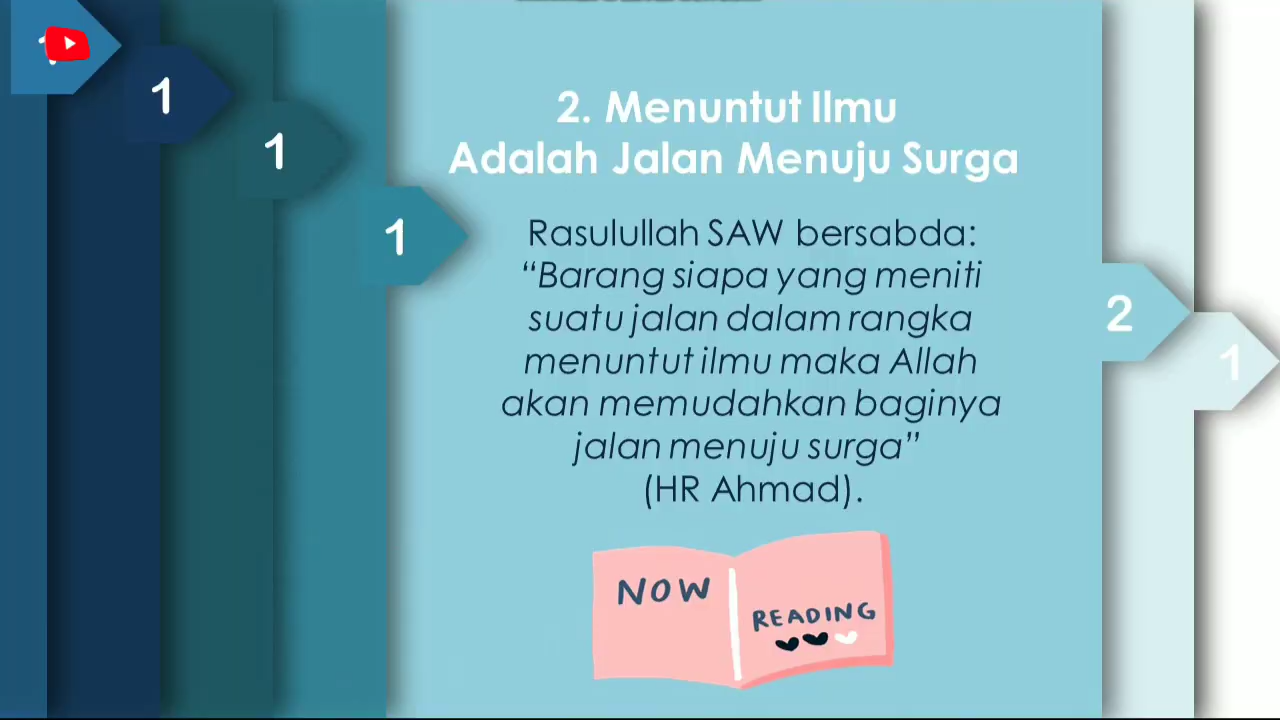 1
1
1
1
2. Menuntut Ilmu
Adalah Jalan Menuju Surga
Rasulullah SAW bersabda:
“Barang siapa yang meniti
suatu jalan dalam rangka
menuntut ilmu maka Allah
akan memudahkan baginya
jalan menuju surga”
(HR Ahmad).
2
1
NOW
READING